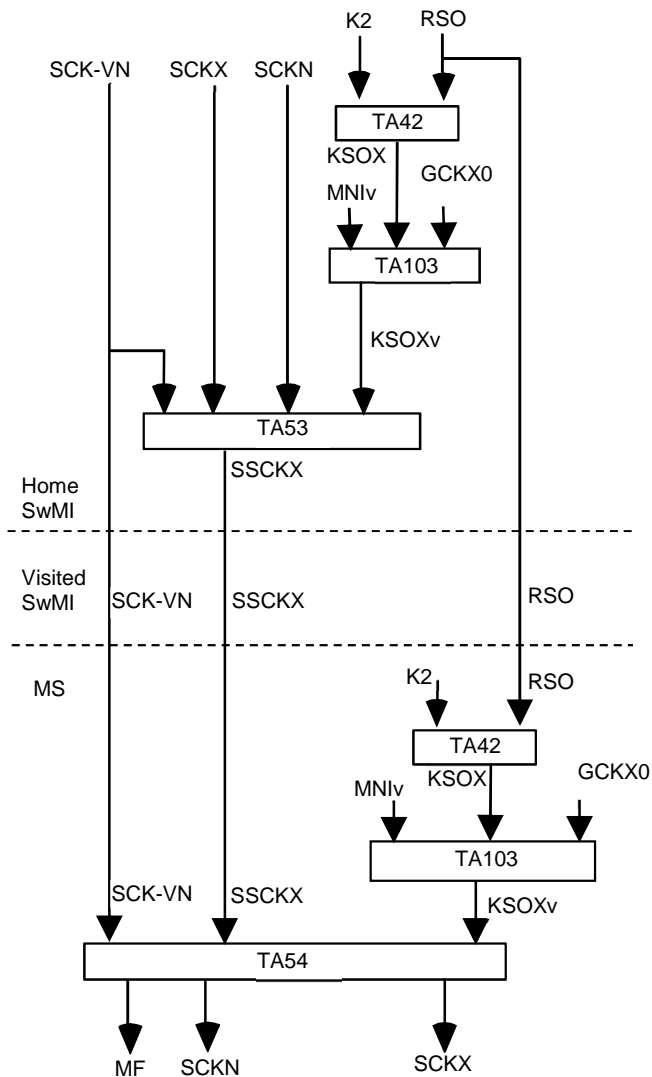 K2 RSO
SCK-VN SCKX SCKN
TA42
KSOX
GCKX0
MNIv
TA103
KSOXv
TA53
SSCKX
Home
SwMI
Visited
SwMI
SCK-VN SSCKX RSO
MS
K2 RSO
TA42
KSOX
GCKX0
MNIv
TA103
SCK-VN SSCKX KSOXv
TA54
MF SCKN SCKX